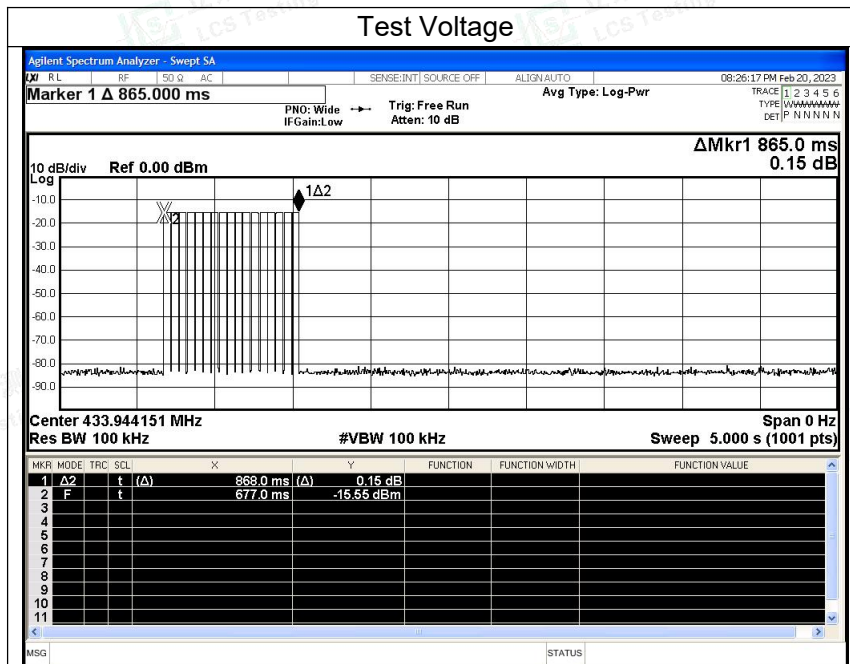 Test Voltage
Agilent Spectrum Analyzer - Swept SA
LXI RL RF 50 Ω AC SENSE:INT SOURCE OFF ALIGN AUTO 08:26:17 PM Feb 20, 2023
Marker 1 Δ 865.000 ms Avg Type: Log-Pwr TRACE 1 2 3 4 5 6
PNO: Wide Trig: Free Run TYPE WWWWWW
IFGain:Low Atten: 10 dB DET P N N N N N
ΔMkr1 865.0 ms
0.15 dB
10 dB/div Ref 0.00 dBm
Log
1Δ2
-10.0
2
-20.0
-30.0
-40.0
-50.0
-60.0
-70.0
-80.0
-90.0
Center 433.944151 MHz Span 0 Hz
Res BW 100 kHz #VBW 100 kHz Sweep 5.000 s (1001 pts)
MKR MODE TRC SCL X Y FUNCTION FUNCTION WIDTH FUNCTION VALUE
1 Δ2 t (Δ) 868.0 ms (Δ) 0.15 dB
2 F t 677.0 ms -15.55 dBm
3
4
5
6
7
8
9
10
11
MSG STATUS